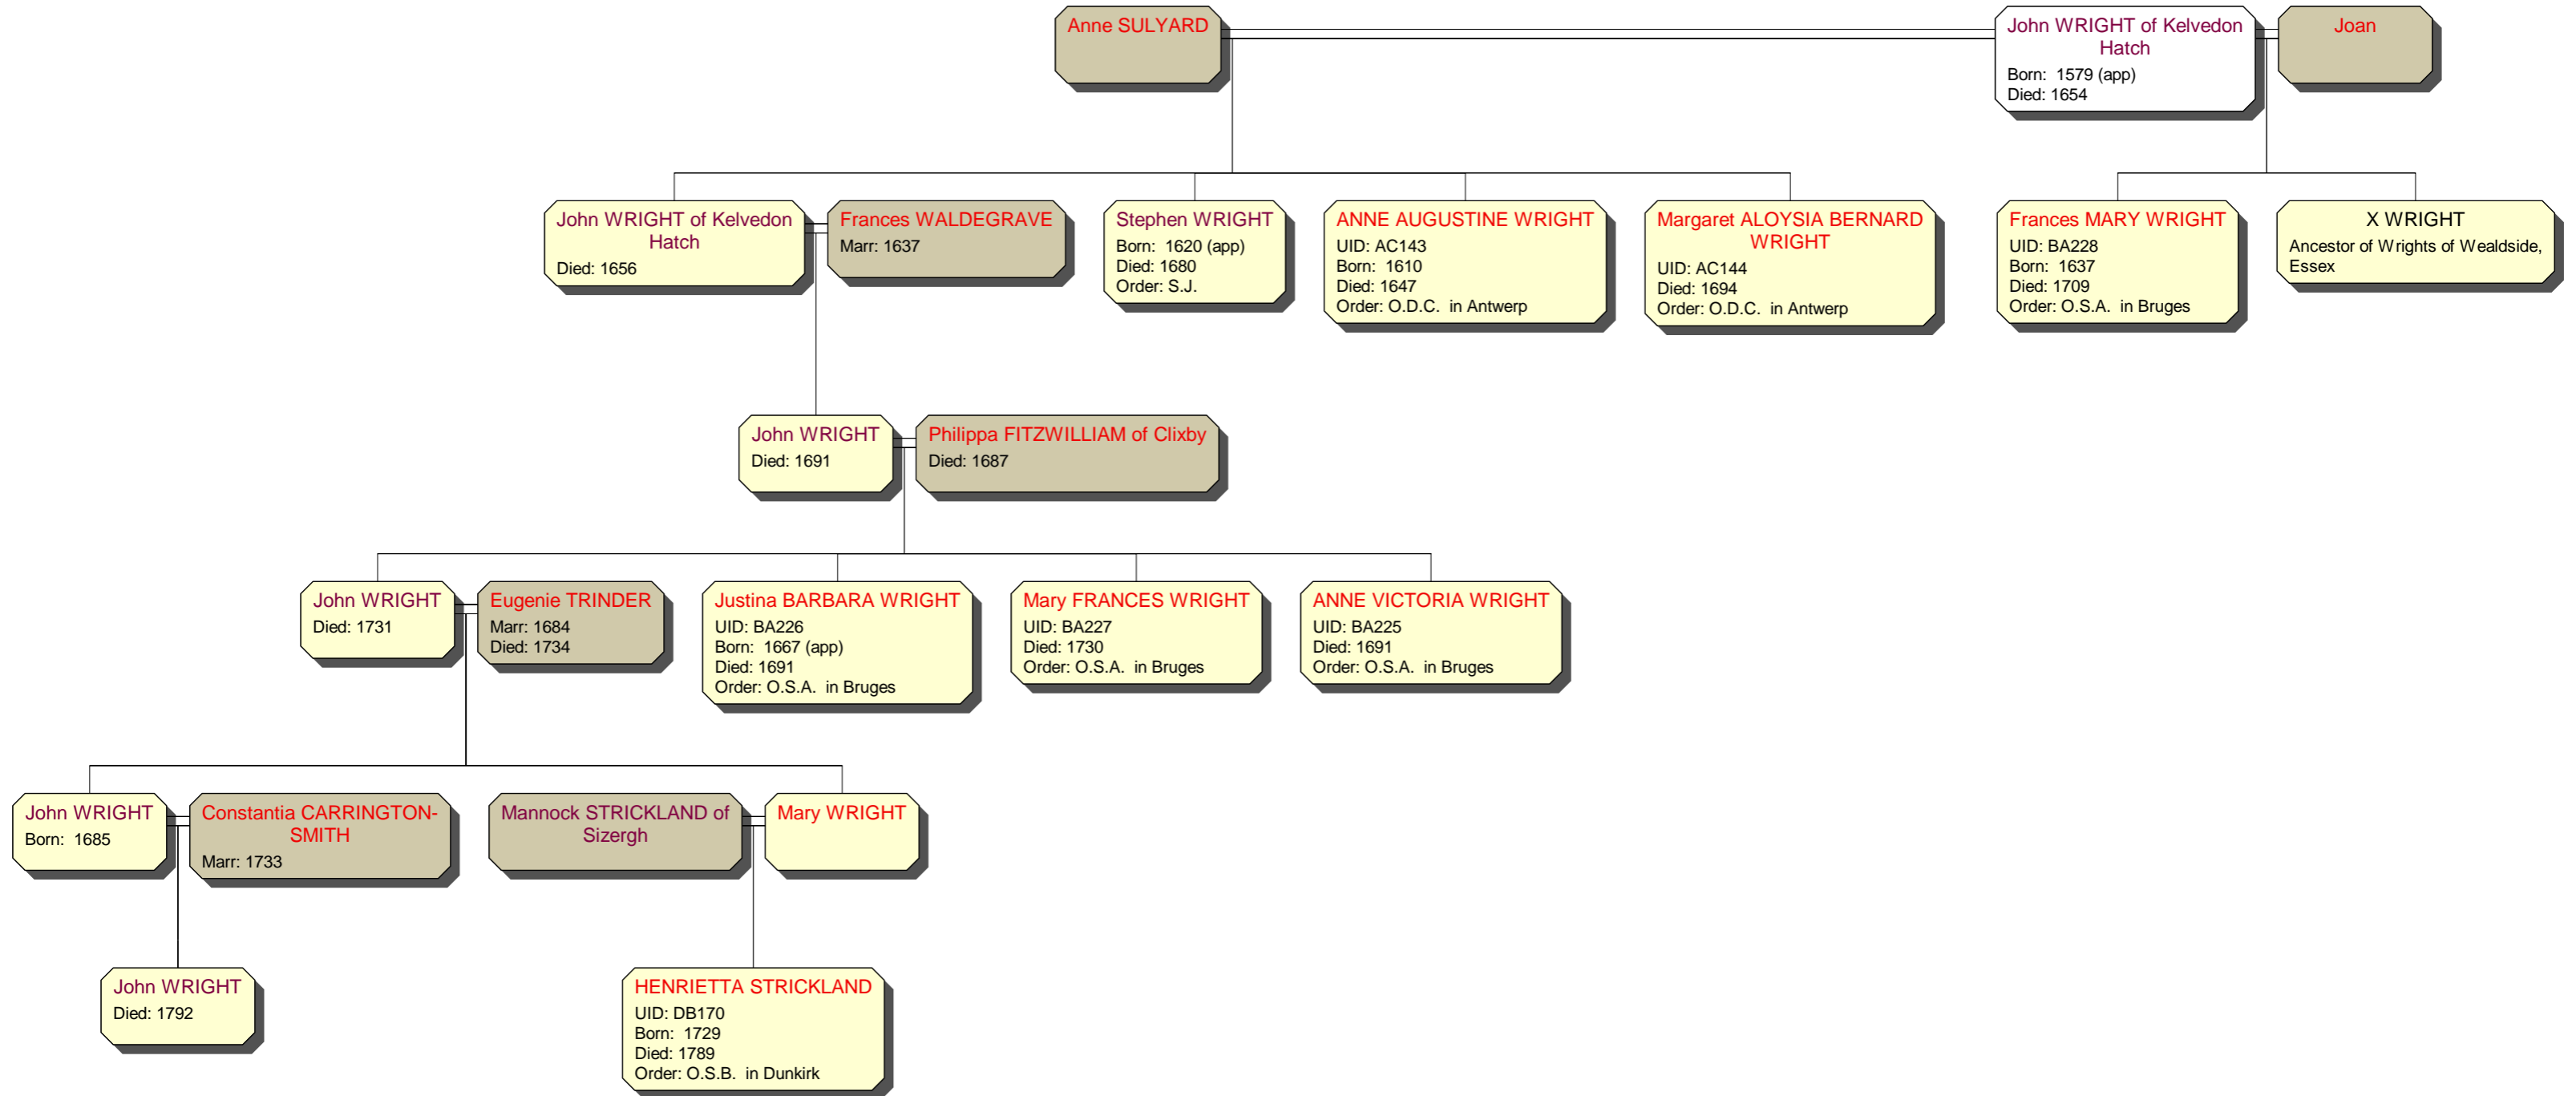 Anne SULYARD
John WRIGHT of Kelvedon
Hatch
Born:  1579 (app)
Died: 1654
Joan
John WRIGHT of Kelvedon
Hatch
Died: 1656
Frances WALDEGRAVE
Marr: 1637
Stephen WRIGHT
Born:  1620 (app)
Died: 1680
Order: S.J.
ANNE AUGUSTINE WRIGHT
UID: AC143
Born:  1610
Died: 1647
Order: O.D.C.  in Antwerp
Margaret ALOYSIA BERNARD
WRIGHT
UID: AC144
Died: 1694
Order: O.D.C.  in Antwerp
Frances MARY WRIGHT
UID: BA228
Born:  1637
Died: 1709
Order: O.S.A.  in Bruges
X WRIGHT
Ancestor of Wrights of Wealdside,
Essex
John WRIGHT
Died: 1691
Philippa FITZWILLIAM of Clixby
Died: 1687
John WRIGHT
Died: 1731
Eugenie TRINDER
Marr: 1684
Died: 1734
Justina BARBARA WRIGHT
UID: BA226
Born:  1667 (app)
Died: 1691
Order: O.S.A.  in Bruges
Mary FRANCES WRIGHT
UID: BA227
Died: 1730
Order: O.S.A.  in Bruges
ANNE VICTORIA WRIGHT
UID: BA225
Died: 1691
Order: O.S.A.  in Bruges
John WRIGHT
Born:  1685
Constantia CARRINGTON-
SMITH
Marr: 1733
Mannock STRICKLAND of
Sizergh
Mary WRIGHT
John WRIGHT
Died: 1792
HENRIETTA STRICKLAND
UID: DB170
Born:  1729
Died: 1789
Order: O.S.B.  in Dunkirk